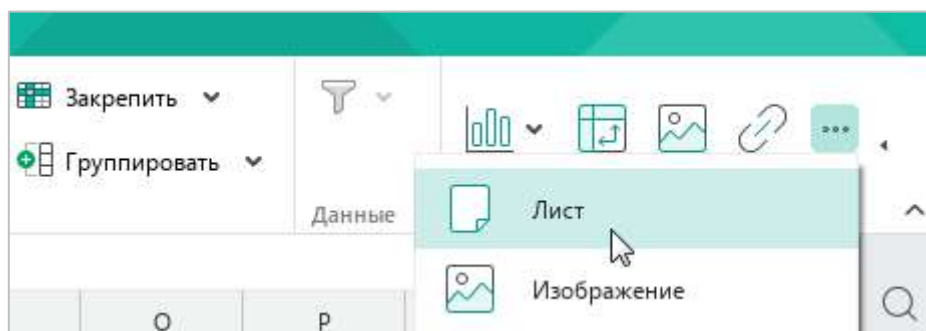 Закрепить
Группировать
Данные
Лист
Изображение
O P